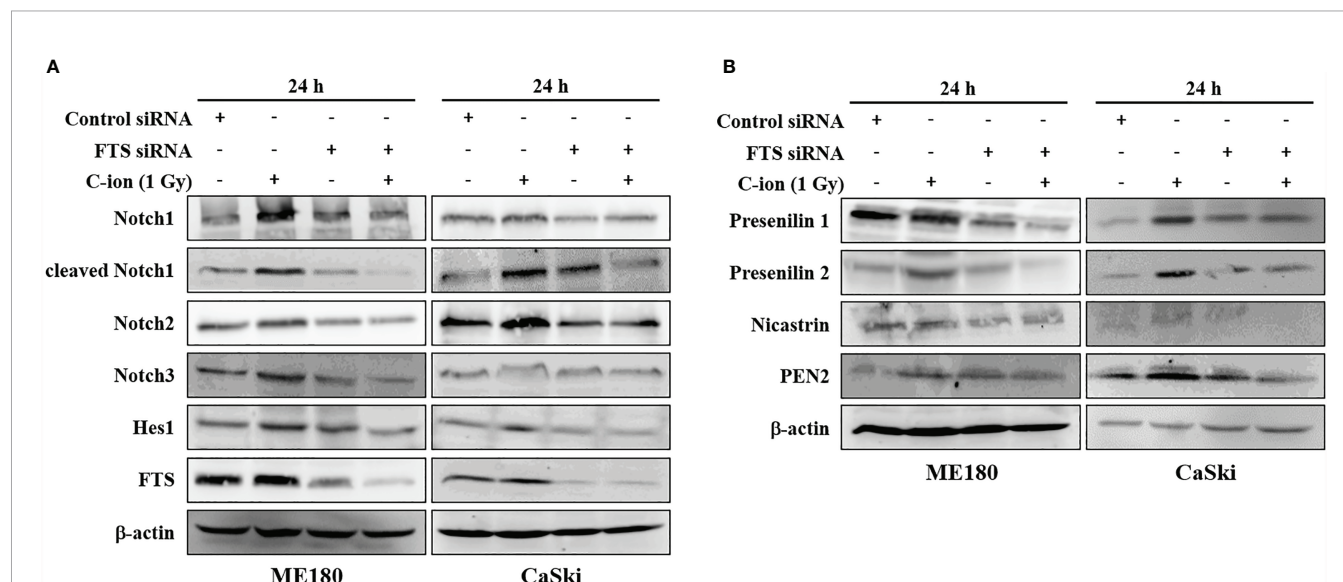 A
24 h 24 h
Control siRNA + - - - + - - -
FTS siRNA - - + + - - + +
C-ion (1 Gy) - + - + - + - +
Notch1
cleaved Notch1
Notch2
Notch3
Hes1
FTS
β-actin
ME180 CaSki
B
24 h 24 h
Control siRNA + - - - + - - -
FTS siRNA - - + + - - + +
C-ion (1 Gy) - + - + - + - +
Presenilin 1
Presenilin 2
Nicastrin
PEN2
β-actin
ME180 CaSki